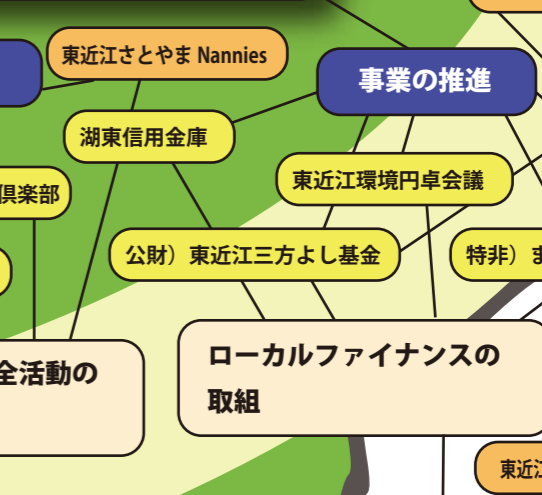 東近江さとやま Nannies
事業の推進
湖東信用金庫
東近江環境円卓会議
倶楽部
公財）東近江三方よし基金
特非）ま
全活動の
ローカルファイナンスの
取組
東近江